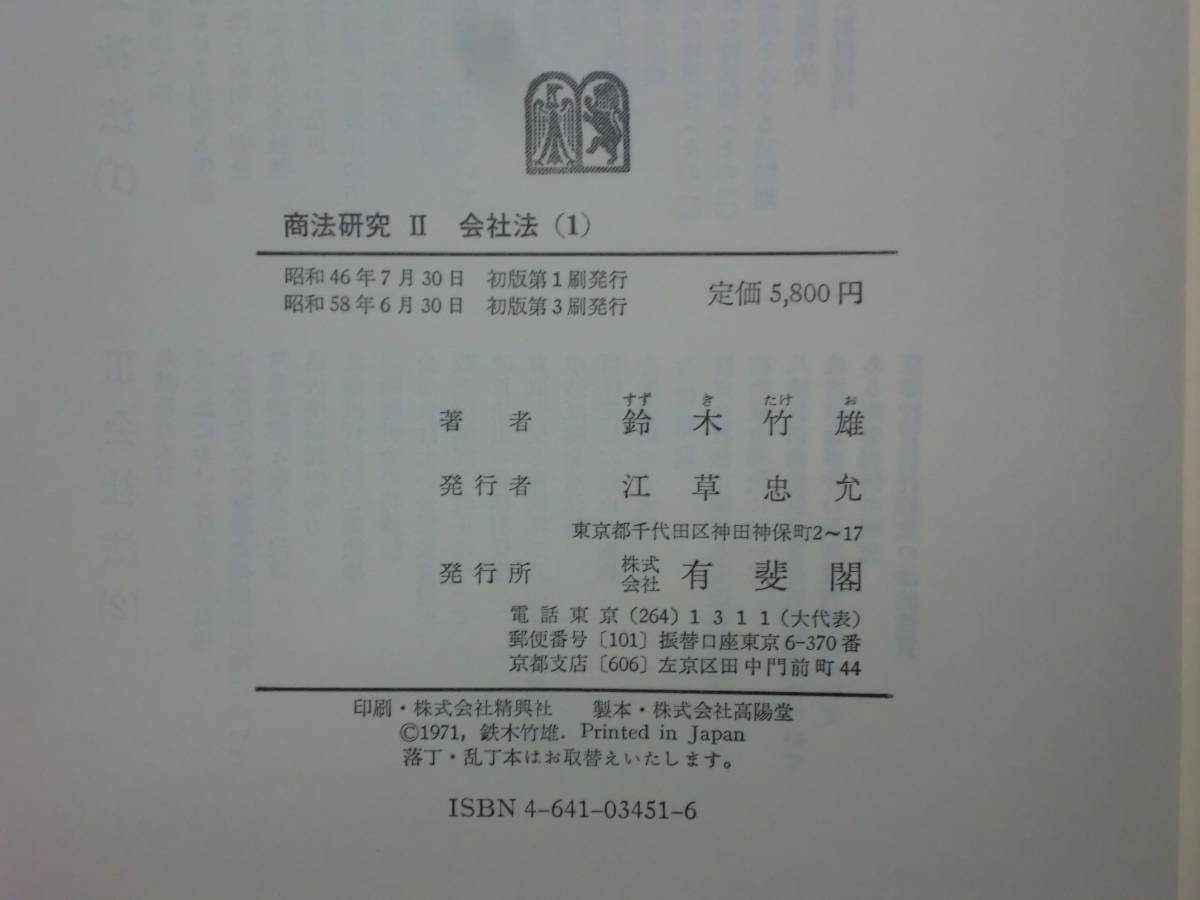 商法研究 Ⅱ 会社法（1）
昭和46年7月30日 初版第1刷発行
昭和58年6月30日 初版第3刷発行
定価 5,800 円
すず き たけ お
著者 鈴木竹雄
発行者 江草忠允
東京都千代田区神田神保町2～17
発行所 株式会社 有斐閣
電話東京（264）1311（大代表）
郵便番号〔101〕振替口座東京6-370番
京都支店〔606〕左京区田中門前町44
印刷・株式会社精興社 製本・株式会社高陽堂
©1971, 鉄木竹雄. Printed in Japan
落丁・乱丁本はお取替えいたします。
ISBN 4-641-03451-6